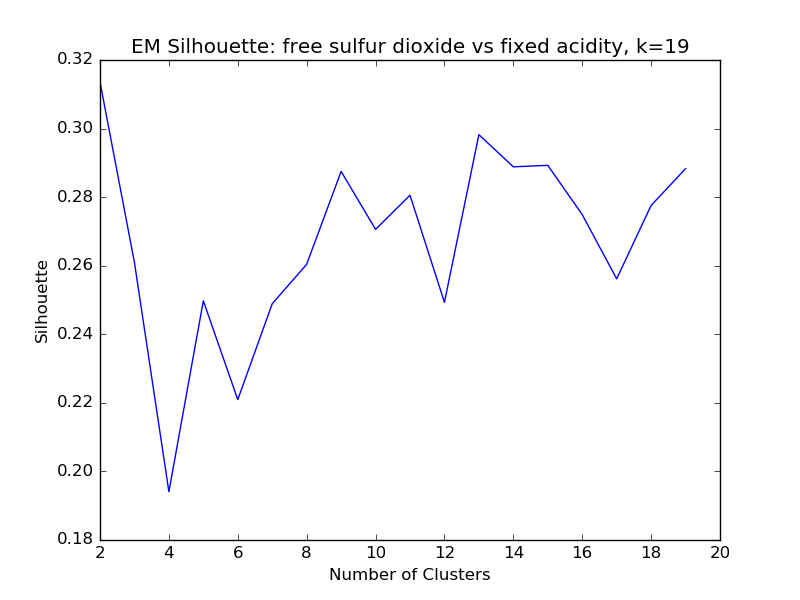 EM Silhouette: free sulfur dioxide vs fixed acidity, k=19
0.32
0.30
0.28
0.26
0.24
0.22
0.20
0.18
Silhouette
2 4 6 8 10 12 14 16 18 20
Number of Clusters